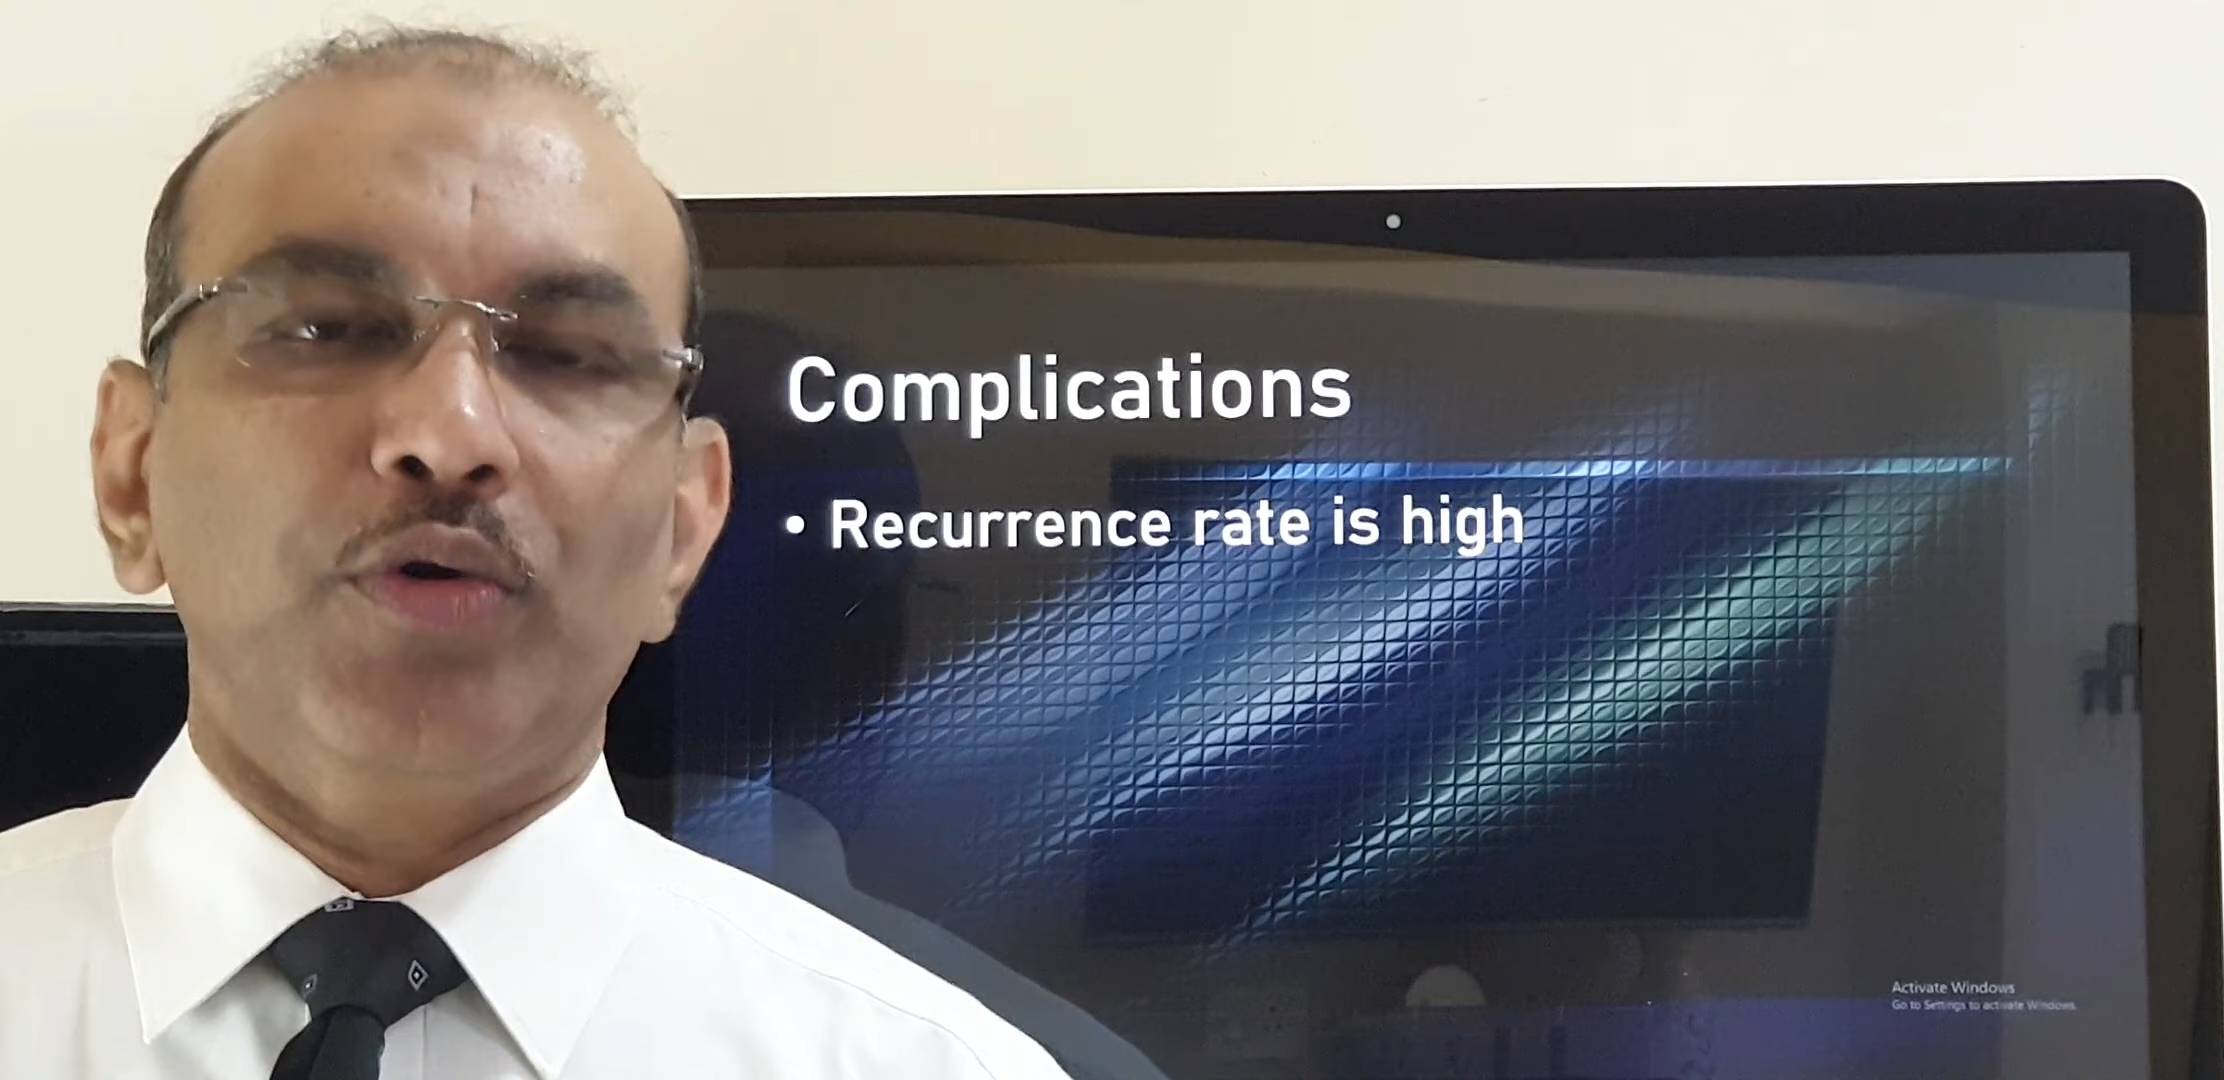 Complications
• Recurrence rate is high
Activate Windows
Go to Settings to activate Windows.